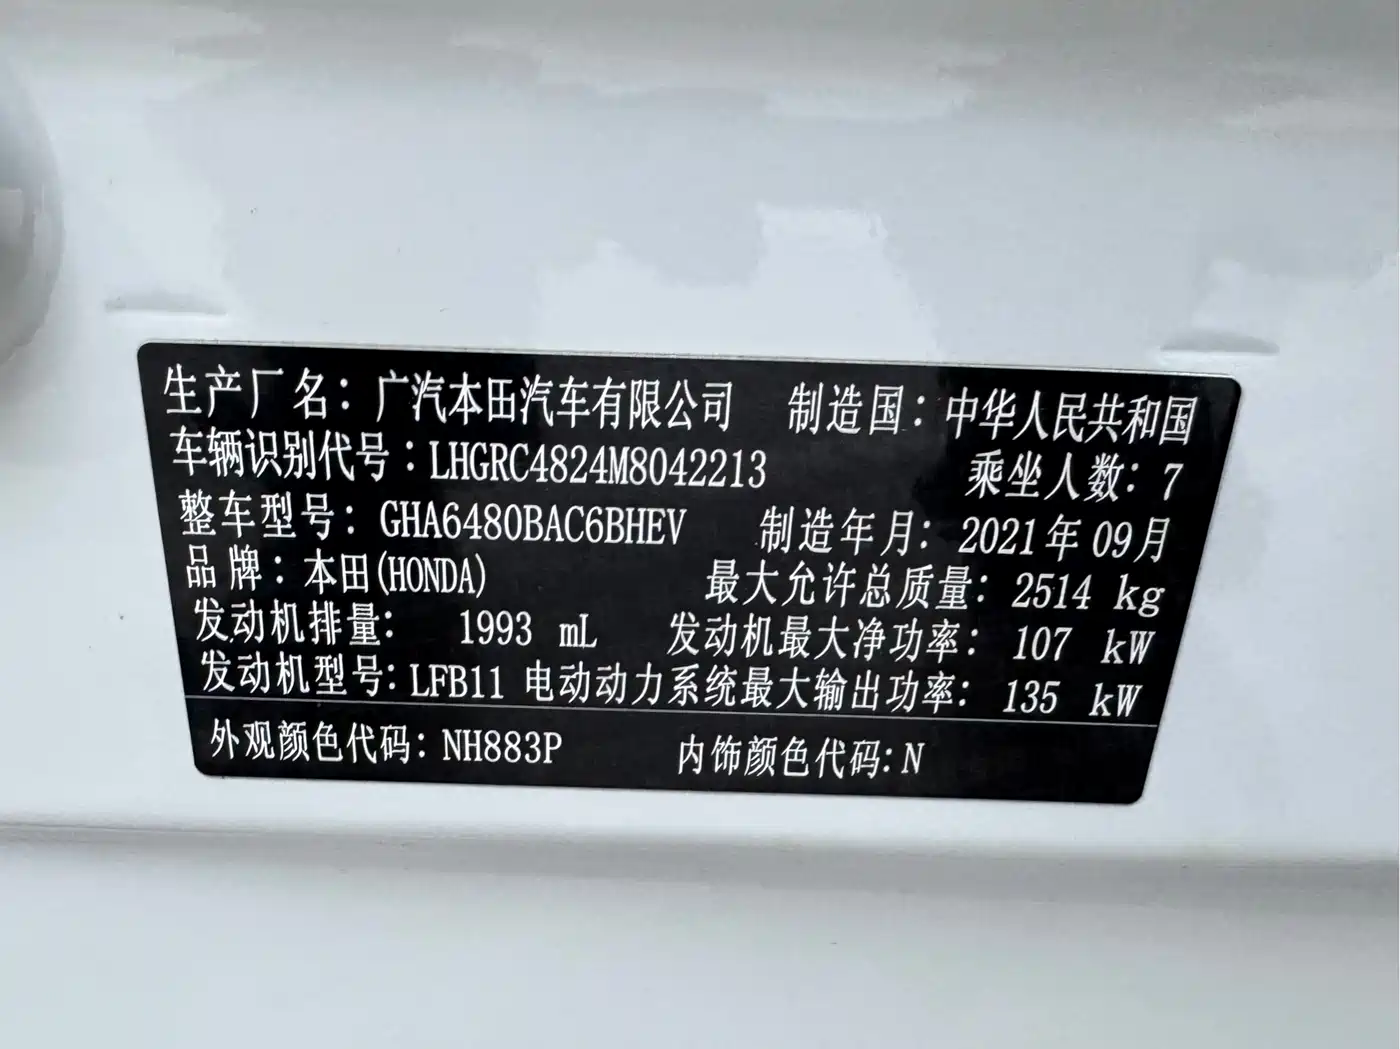 生产厂名：广汽本田汽车有限公司 制造国：中华人民共和国
车辆识别代号：LHGRC4824M8042213 乘坐人数：7
整车型号：GHA6480BAC6BHEV 制造年月：2021年09月
品牌：本田(HONDA) 最大允许总质量：2514 kg
发动机排量： 1993 mL 发动机最大净功率：107 kW
发动机型号：LFB11 电动动力系统最大输出功率：135 kW
外观颜色代码：NH883P 内饰颜色代码：N